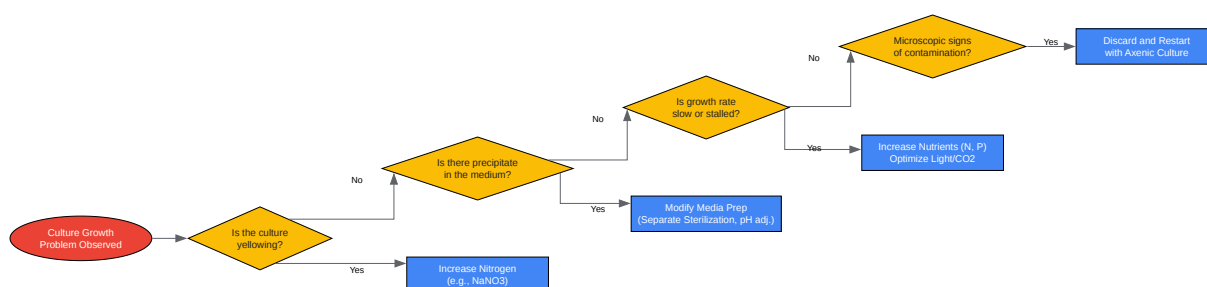 Culture Growth
Problem Observed
Is the culture
yellowing?
Yes
Increase Nitrogen
(e.g., NaNO3)
No
Is there precipitate
in the medium?
Yes
Modify Media Prep
(Separate Sterilization, pH adj.)
No
Is growth rate
slow or stalled?
Yes
Increase Nutrients (N, P)
Optimize Light/CO2
No
Microscopic signs
of contamination?
Yes
Discard and Restart
with Axenic Culture